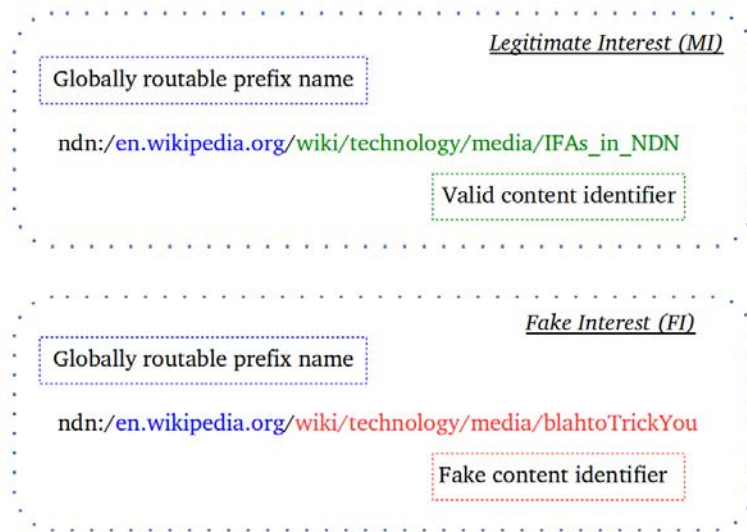 Legitimate Interest (MI)
Globally routable prefix name
ndn:/en.wikipedia.org/wiki/technology/media/IFAs_in_NDN
Valid content identifier
Fake Interest (FI)
Globally routable prefix name
ndn:/en.wikipedia.org/wiki/technology/media/blahtoTrickYou
Fake content identifier